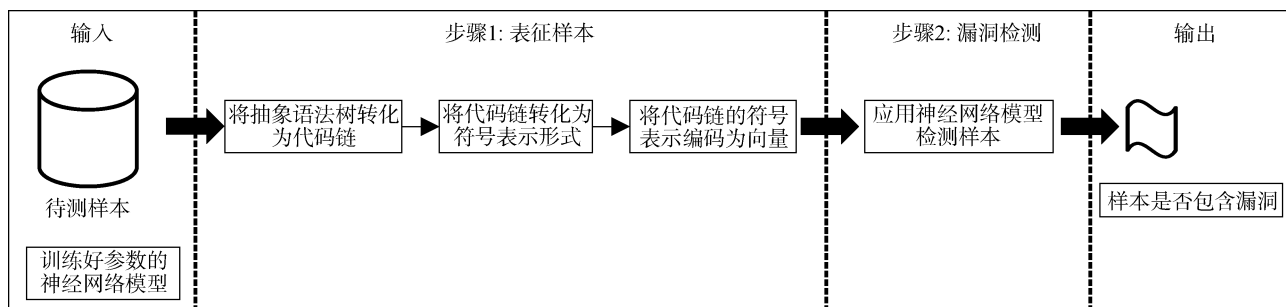 输入
待测样本
训练好参数的
神经网络模型
步骤1: 表征样本
将抽象语法树转化
为代码链
将代码链转化为
符号表示形式
将代码链的符号
表示编码为向量
步骤2: 漏洞检测
应用神经网络模型
检测样本
输出
样本是否包含漏洞